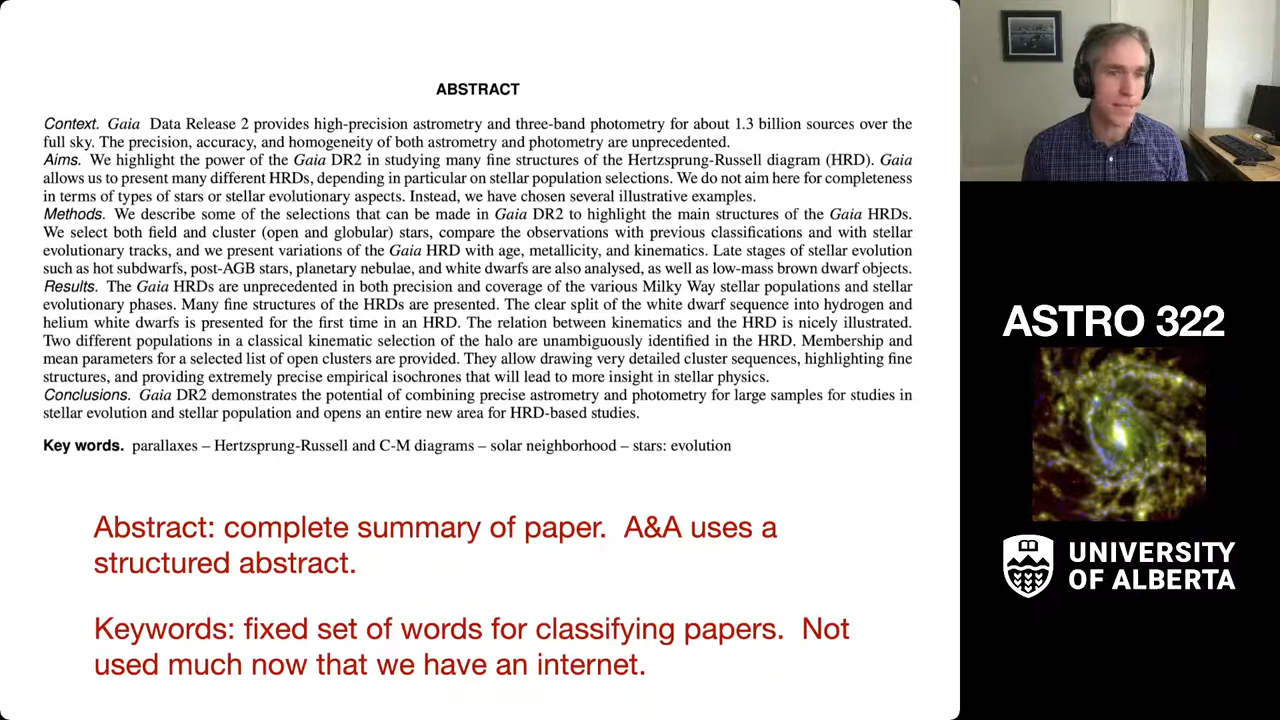 ABSTRACT
Context. Gaia Data Release 2 provides high-precision astrometry and three-band photometry for about 1.3 billion sources over the
full sky. The precision, accuracy, and homogeneity of both astrometry and photometry are unprecedented.
Aims. We highlight the power of the Gaia DR2 in studying many fine structures of the Hertzsprung-Russell diagram (HRD). Gaia
allows us to present many different HRDs, depending in particular on stellar population selections. We do not aim here for completeness
in terms of types of stars or stellar evolutionary aspects. Instead, we have chosen several illustrative examples.
Methods. We describe some of the selections that can be made in Gaia DR2 to highlight the main structures of the Gaia HRDs.
We select both field and cluster (open and globular) stars, compare the observations with previous classifications and with stellar
evolutionary tracks, and we present variations of the Gaia HRD with age, metallicity, and kinematics. Late stages of stellar evolution
such as hot subdwarfs, post-AGB stars, planetary nebulae, and white dwarfs are also analysed, as well as low-mass brown dwarf objects.
Results. The Gaia HRDs are unprecedented in both precision and coverage of the various Milky Way stellar populations and stellar
evolutionary phases. Many fine structures of the HRDs are presented. The clear split of the white dwarf sequence into hydrogen and
helium white dwarfs is presented for the first time in an HRD. The relation between kinematics and the HRD is nicely illustrated.
Two different populations in a classical kinematic selection of the halo are unambiguously identified in the HRD. Membership and
mean parameters for a selected list of open clusters are provided. They allow drawing very detailed cluster sequences, highlighting fine
structures, and providing extremely precise empirical isochrones that will lead to more insight in stellar physics.
Conclusions. Gaia DR2 demonstrates the potential of combining precise astrometry and photometry for large samples for studies in
stellar evolution and stellar population and opens an entire new area for HRD-based studies.
Key words. parallaxes – Hertzsprung-Russell and C-M diagrams – solar neighborhood – stars: evolution
Abstract: complete summary of paper. A&A uses a
structured abstract.
Keywords: fixed set of words for classifying papers. Not
used much now that we have an internet.
ASTRO 322
UNIVERSITY
OF ALBERTA